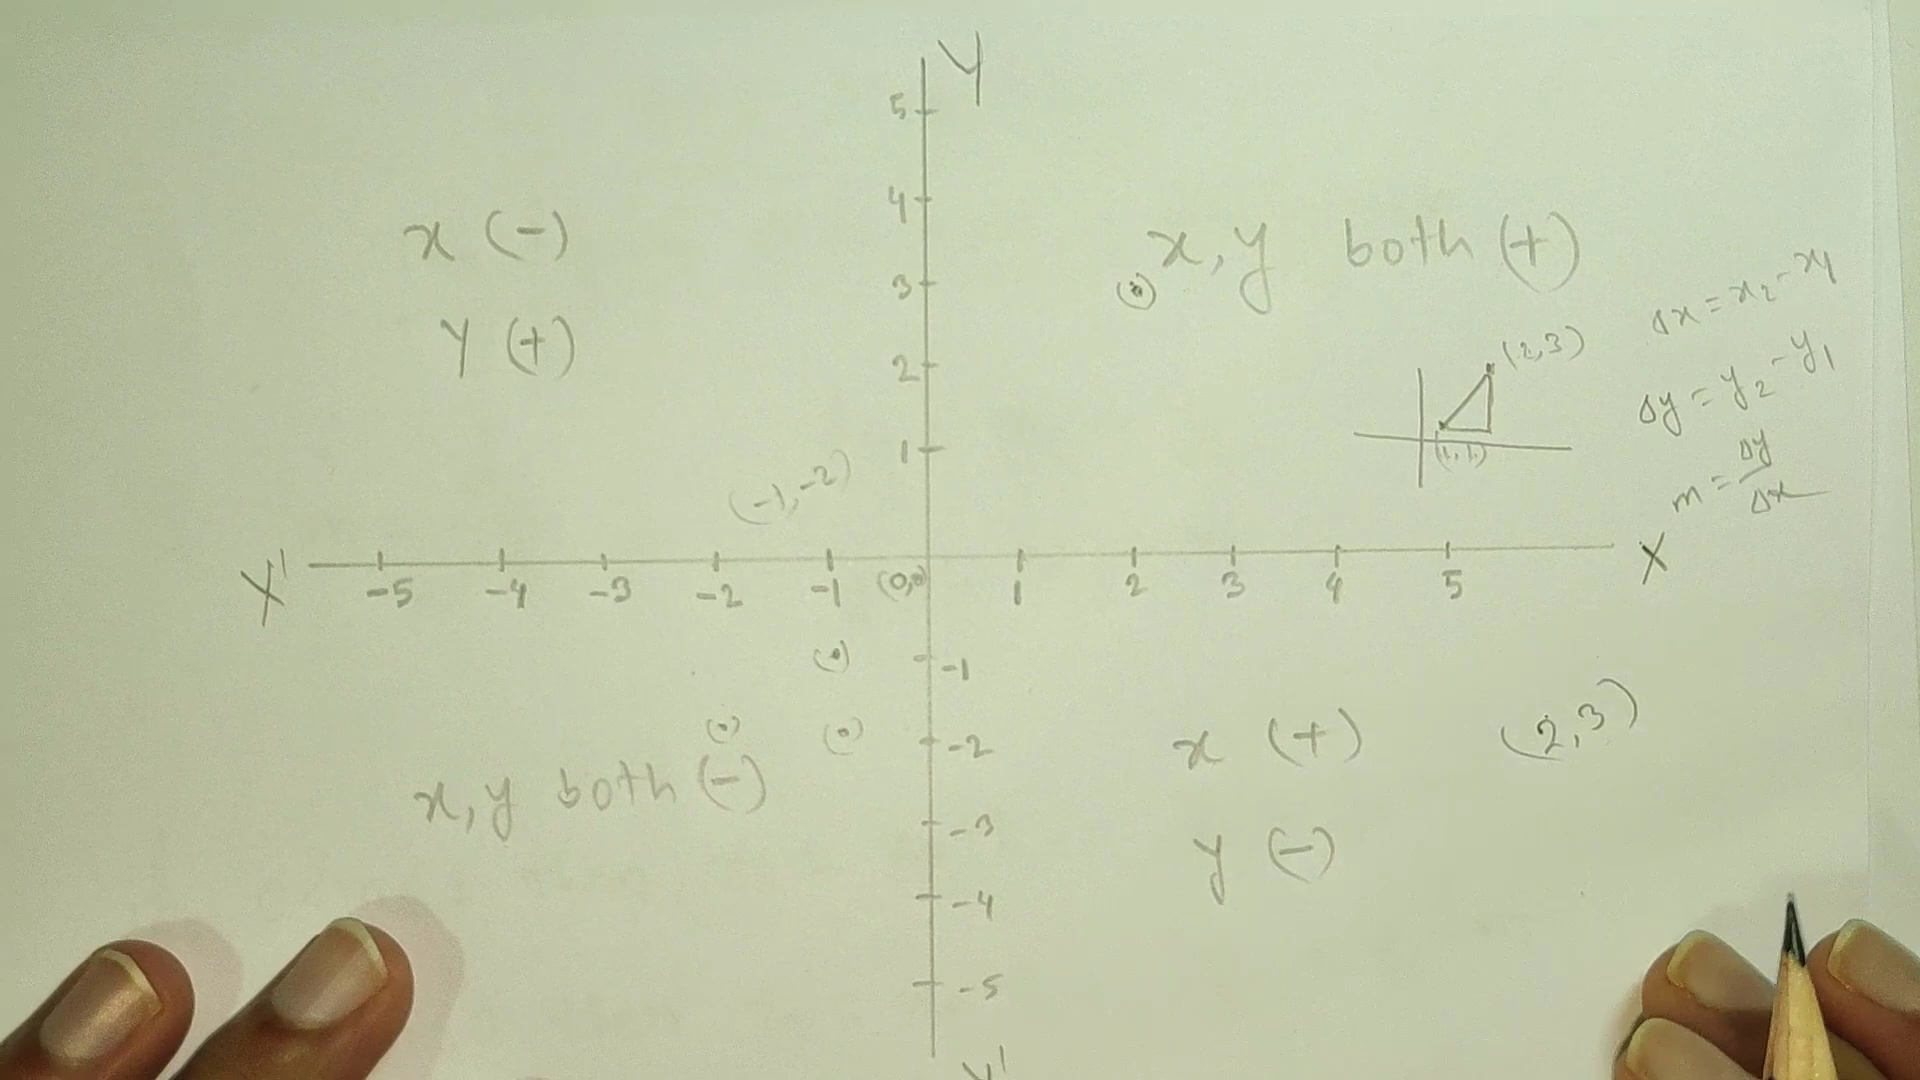 Y
5
4
3
2
1
x (-)
Y (+)
x, y both (+)
Δx = x₂ - x₁
(2,3)
Δy = y₂ - y₁
(1,1)
m = Δy/Δx
(-1,-2)
X' -5 -4 -3 -2 -1 (0,0) 1 2 3 4 5 X
-1
-2
-3
-4
-5
x, y both (-)
x (+)
y (-)
(2,3)